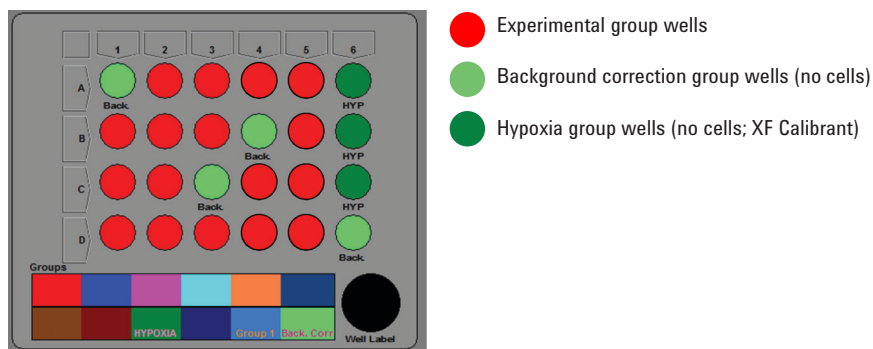 1 2 3 4 5 6
A
Back. HYP
B
Back. HYP
C
Back. HYP
D
Back.
Groups
HYPOXIA Group 1 Back. Corr
Well Label
Experimental group wells
Background correction group wells (no cells)
Hypoxia group wells (no cells; XF Calibrant)